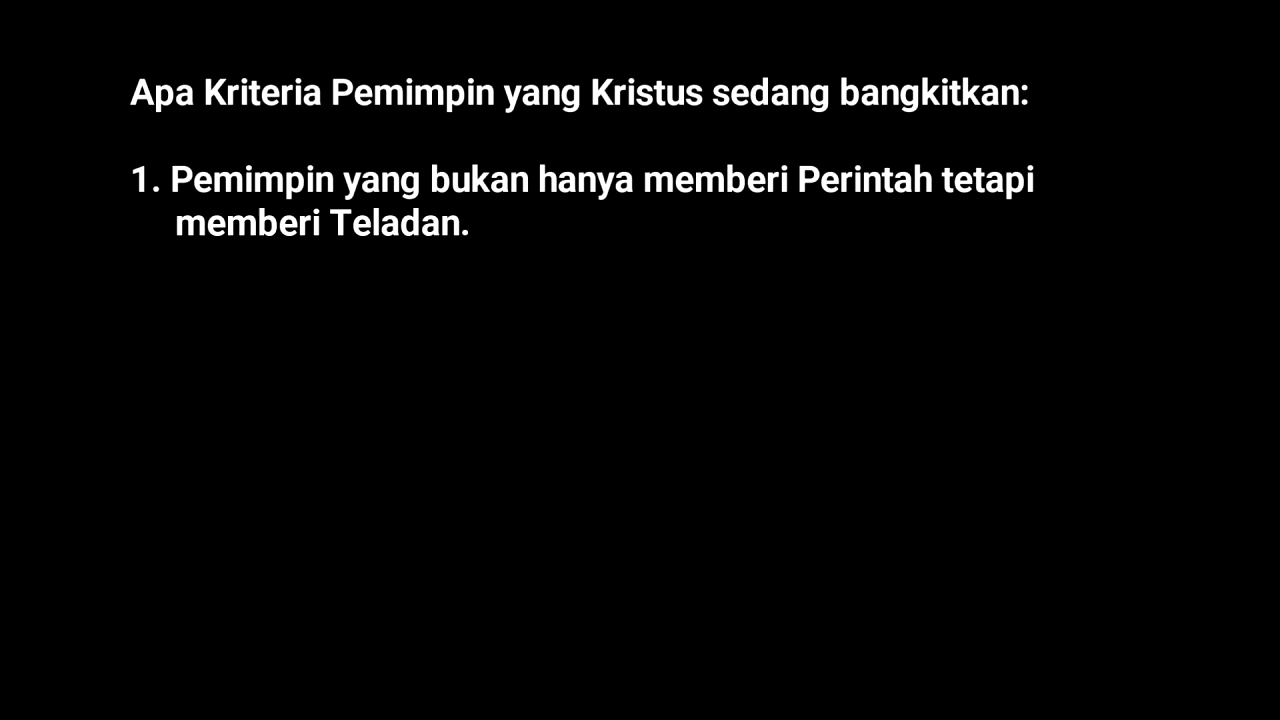 Apa Kriteria Pemimpin yang Kristus sedang bangkitkan:
1. Pemimpin yang bukan hanya memberi Perintah tetapi
memberi Teladan.